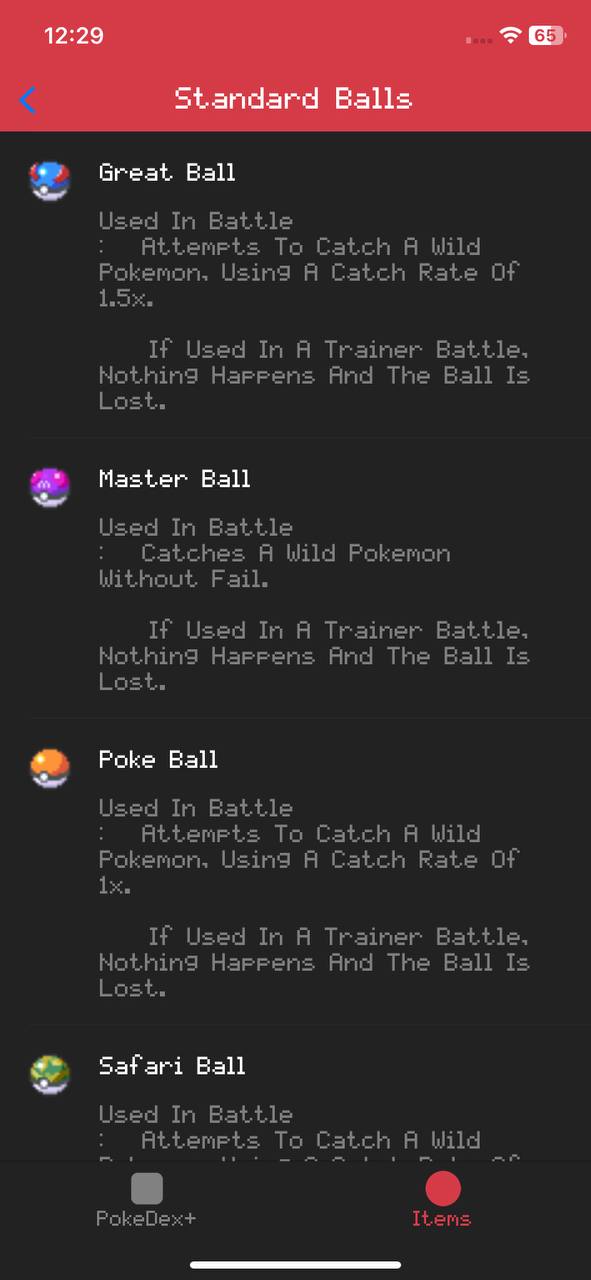 12:29
65
Standard Balls
Great Ball
Used In Battle
: Attempts To Catch A Wild
Pokemon, Using A Catch Rate Of
1.5x.
If Used In A Trainer Battle,
Nothing Happens And The Ball Is
Lost.
Master Ball
Used In Battle
: Catches A Wild Pokemon
Without Fail.
If Used In A Trainer Battle,
Nothing Happens And The Ball Is
Lost.
Poke Ball
Used In Battle
: Attempts To Catch A Wild
Pokemon, Using A Catch Rate Of
1x.
If Used In A Trainer Battle,
Nothing Happens And The Ball Is
Lost.
Safari Ball
Used In Battle
: Attempts To Catch A Wild
PokeDex+
Items